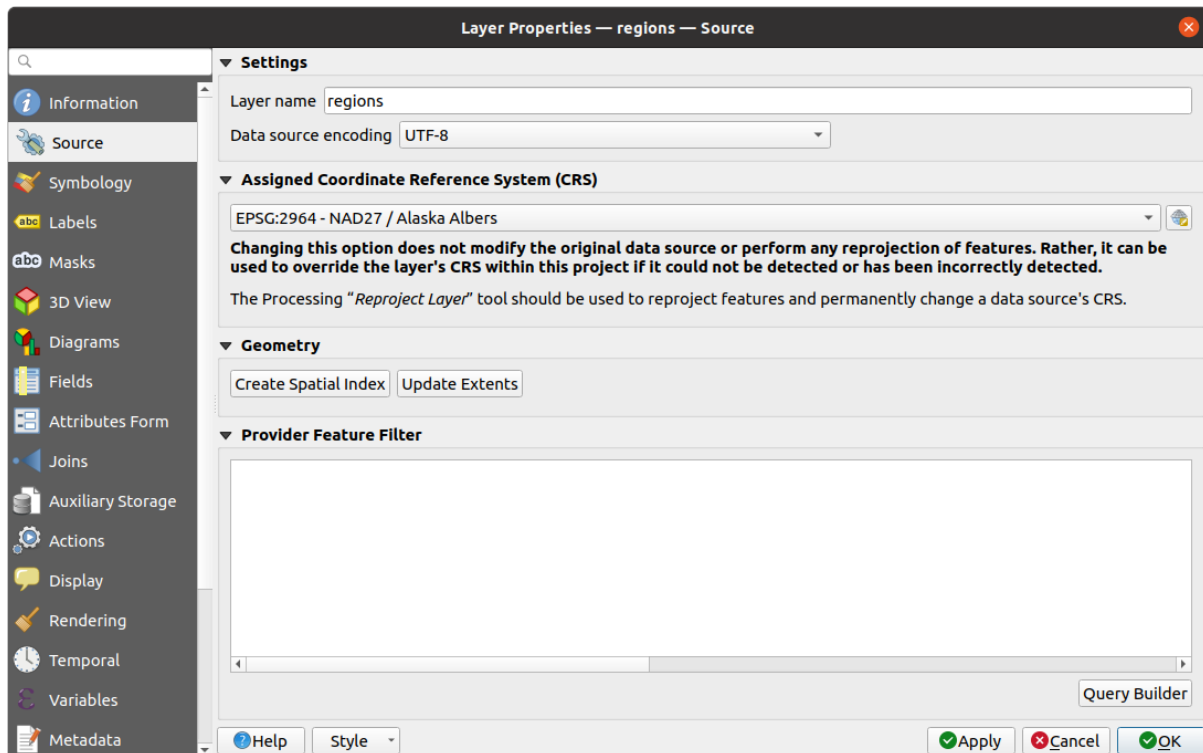 Layer Properties — regions — Source
Information
Source
Symbology
abc Labels
abc Masks
3D View
Diagrams
Fields
Attributes Form
Joins
Auxiliary Storage
Actions
Display
Rendering
Temporal
Variables
Metadata
Settings
Layer name regions
Data source encoding UTF-8
Assigned Coordinate Reference System (CRS)
EPSG:2964 - NAD27 / Alaska Albers
Changing this option does not modify the original data source or perform any reprojection of features. Rather, it can be
used to override the layer's CRS within this project if it could not be detected or has been incorrectly detected.
The Processing “Reproject Layer” tool should be used to reproject features and permanently change a data source's CRS.
Geometry
Create Spatial Index Update Extents
Provider Feature Filter
Query Builder
Help Style Apply Cancel OK